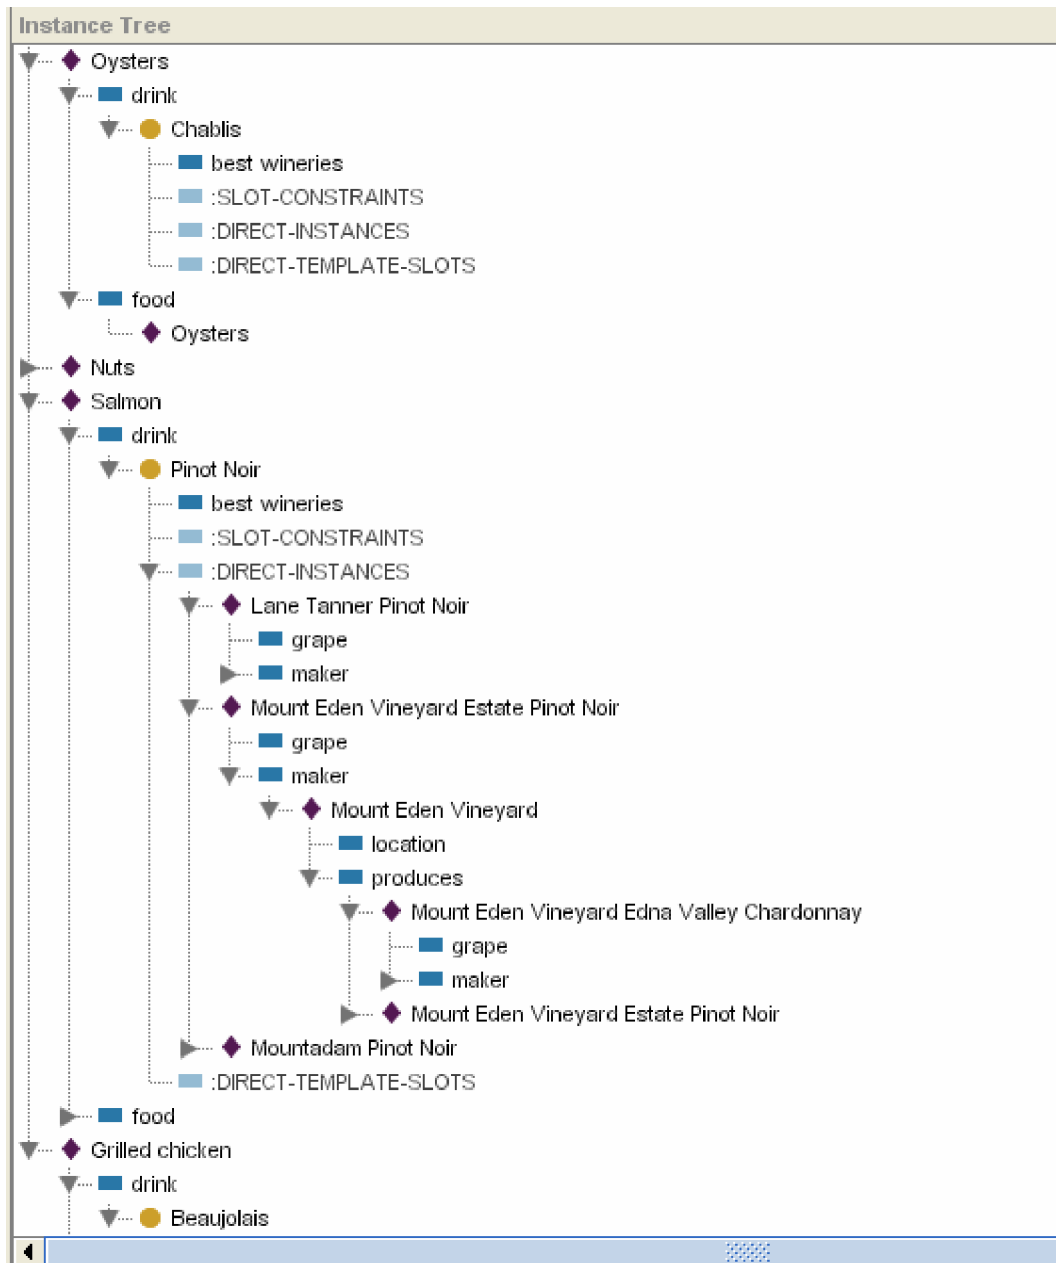 Instance Tree
Oysters
drink
Chablis
best wineries
:SLOT-CONSTRAINTS
:DIRECT-INSTANCES
:DIRECT-TEMPLATE-SLOTS
food
Oysters
Nuts
Salmon
drink
Pinot Noir
best wineries
:SLOT-CONSTRAINTS
:DIRECT-INSTANCES
Lane Tanner Pinot Noir
grape
maker
Mount Eden Vineyard Estate Pinot Noir
grape
maker
Mount Eden Vineyard
location
produces
Mount Eden Vineyard Edna Valley Chardonnay
grape
maker
Mount Eden Vineyard Estate Pinot Noir
Mountadam Pinot Noir
:DIRECT-TEMPLATE-SLOTS
food
Grilled chicken
drink
Beaujolais